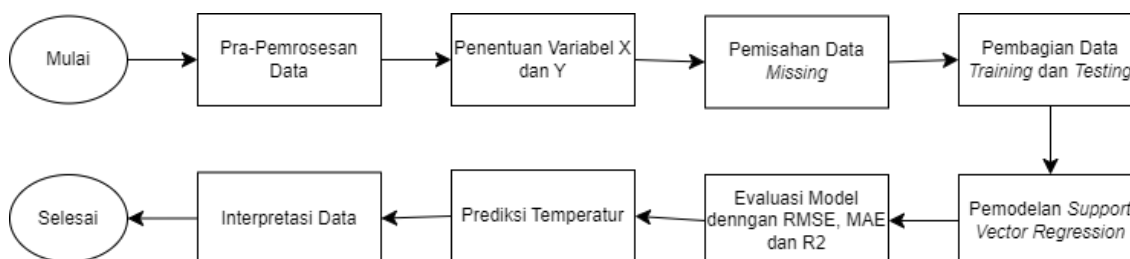 Mulai
Pra-Pemrosesan
Data
Penentuan Variabel X
dan Y
Pemisahan Data
Missing
Pembagian Data
Training dan Testing
Pemodelan Support
Vector Regression
Evaluasi Model
denngan RMSE, MAE
dan R2
Prediksi Temperatur
Interpretasi Data
Selesai